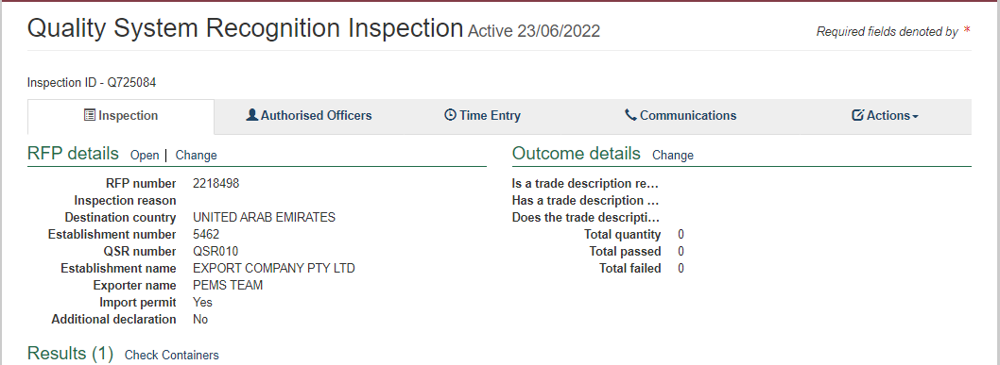 Quality System Recognition Inspection Active 23/06/2022
Required fields denoted by *
Inspection ID - Q725084
Inspection Authorised Officers Time Entry Communications Actions
RFP details Open | Change
RFP number 2218498
Inspection reason
Destination country UNITED ARAB EMIRATES
Establishment number 5462
QSR number QSR010
Establishment name EXPORT COMPANY PTY LTD
Exporter name PEMS TEAM
Import permit Yes
Additional declaration No
Outcome details Change
Is a trade description re...
Has a trade description ...
Does the trade descripti...
Total quantity 0
Total passed 0
Total failed 0
Results (1) Check Containers